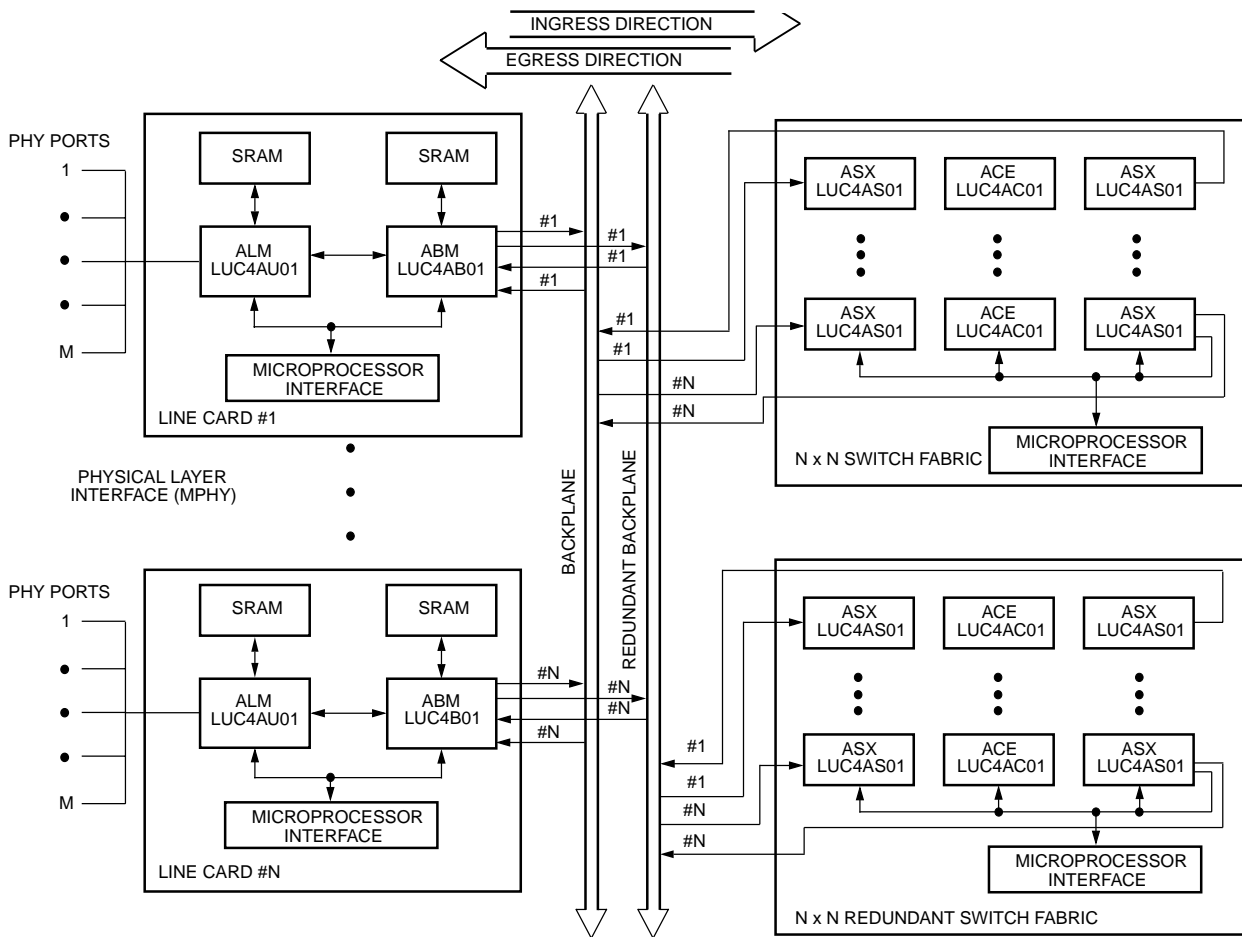 INGRESS DIRECTION
EGRESS DIRECTION
PHY PORTS
1
M
SRAM
SRAM
ALM
LUC4AU01
ABM
LUC4AB01
MICROPROCESSOR
INTERFACE
LINE CARD #1
#1
#1
#1
#1
#1
#1
#N
#N
ASX
LUC4AS01
ACE
LUC4AC01
ASX
LUC4AS01
ASX
LUC4AS01
ACE
LUC4AC01
ASX
LUC4AS01
MICROPROCESSOR
INTERFACE
N x N SWITCH FABRIC
PHYSICAL LAYER
INTERFACE (MPHY)
BACKPLANE
REDUNDANT BACKPLANE
PHY PORTS
1
M
SRAM
SRAM
ALM
LUC4AU01
ABM
LUC4B01
MICROPROCESSOR
INTERFACE
LINE CARD #N
#N
#N
#N
#N
#1
#1
#N
#N
ASX
LUC4AS01
ACE
LUC4AC01
ASX
LUC4AS01
ASX
LUC4AS01
ACE
LUC4AC01
ASX
LUC4AS01
MICROPROCESSOR
INTERFACE
N x N REDUNDANT SWITCH FABRIC